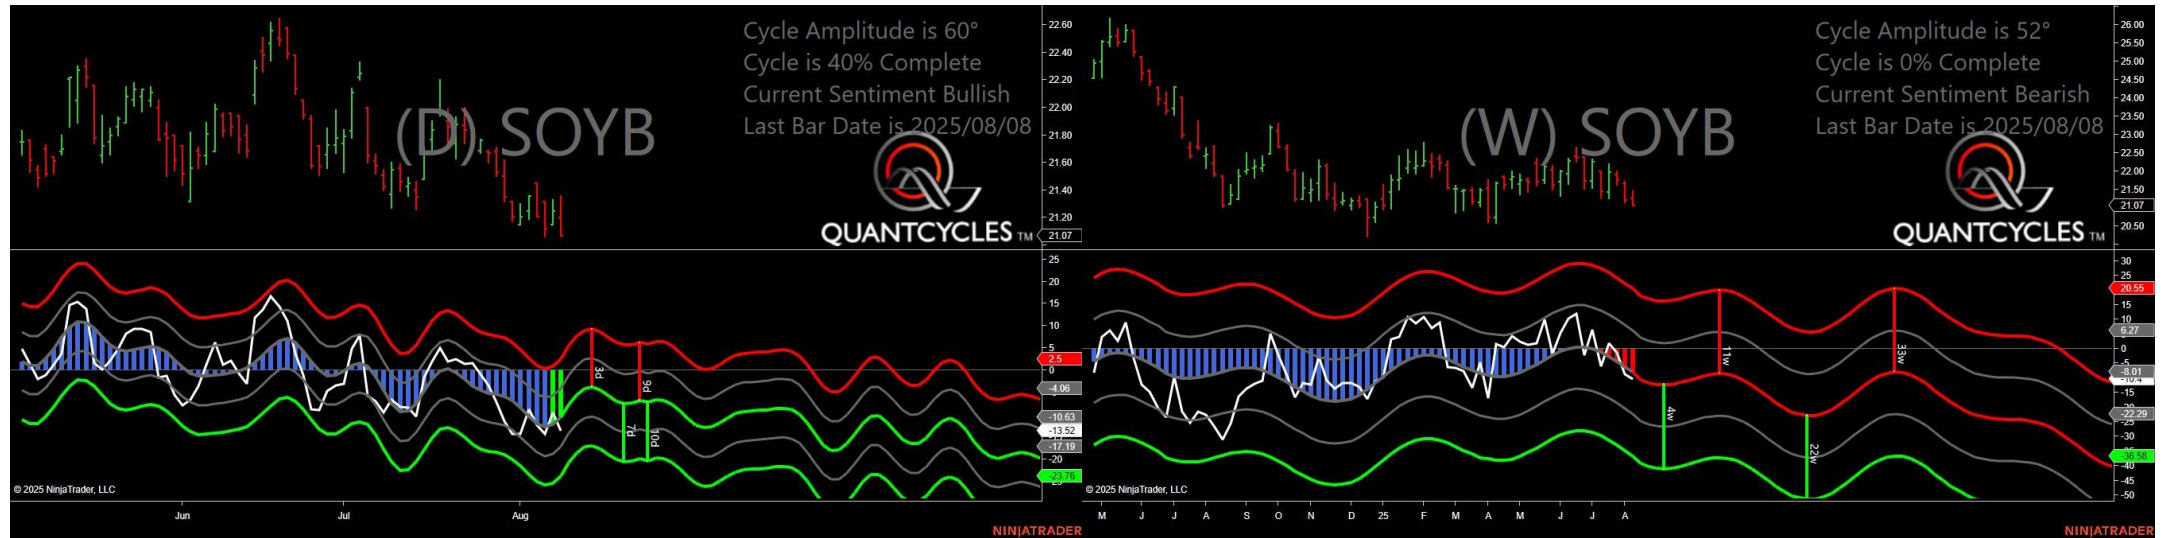 Cycle Amplitude is 60°
Cycle is 40% Complete
Current Sentiment Bullish
Last Bar Date is 2025/08/08
(D) SOYB
QUANTCYCLES TM
22.60
22.40
22.20
22.00
21.80
21.60
21.40
21.20
21.07
25
20
15
10
5
2.5
0
-4.06
-10.63
-13.52
-17.19
-20
-23.76
3d
9d
7d
10d
© 2025 NinjaTrader, LLC
Jun
Jul
Aug
NINJATRADER
Cycle Amplitude is 52°
Cycle is 0% Complete
Current Sentiment Bearish
Last Bar Date is 2025/08/08
(W) SOYB
QUANTCYCLES TM
26.00
25.50
25.00
24.50
24.00
23.50
23.00
22.50
22.00
21.50
21.07
20.50
30
25
20.55
15
10
6.27
0
-5
-8.01
-10.4
-15
-22.29
-25
-30
-36.58
-40
-45
-50
11w
33w
4w
22w
© 2025 NinjaTrader, LLC
M J J A S O N D 25 F M A M J J A
NINJATRADER